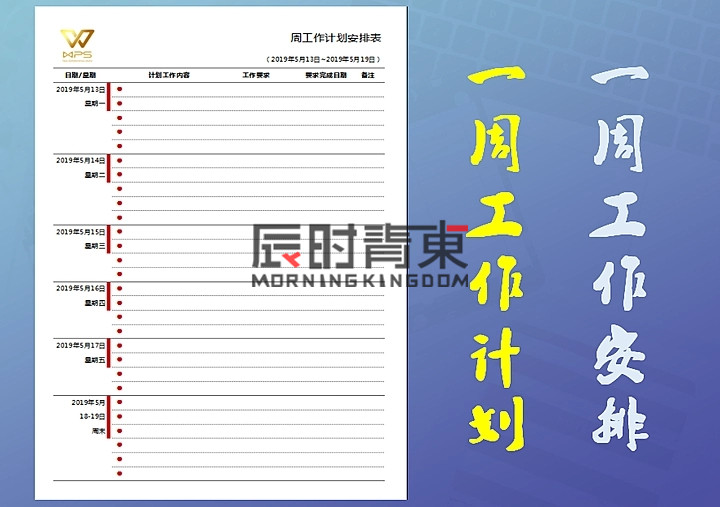 WPS
周工作计划安排表
（2019年5月13日~2019年5月19日）
日期/星期 计划工作内容 工作要求 要求完成日期 备注
2019年5月13日
星期一
2019年5月14日
星期二
2019年5月15日
星期三
2019年5月16日
星期四
2019年5月17日
星期五
2019年5月
18-19日
周末
辰时青東
MORNINGKINGDOM
一周工作计划
一周工作安排